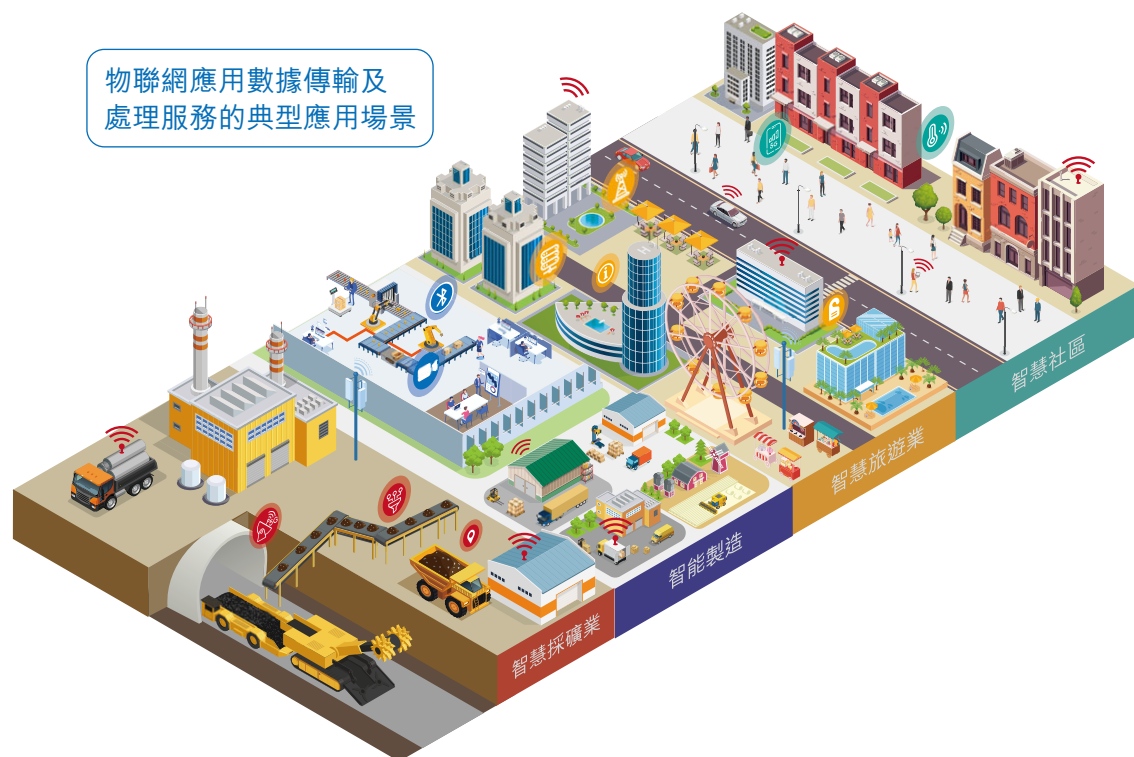 物聯網應用數據傳輸及
處理服務的典型應用場景
5G
智慧社區
智慧旅遊業
智能製造
智慧採礦業